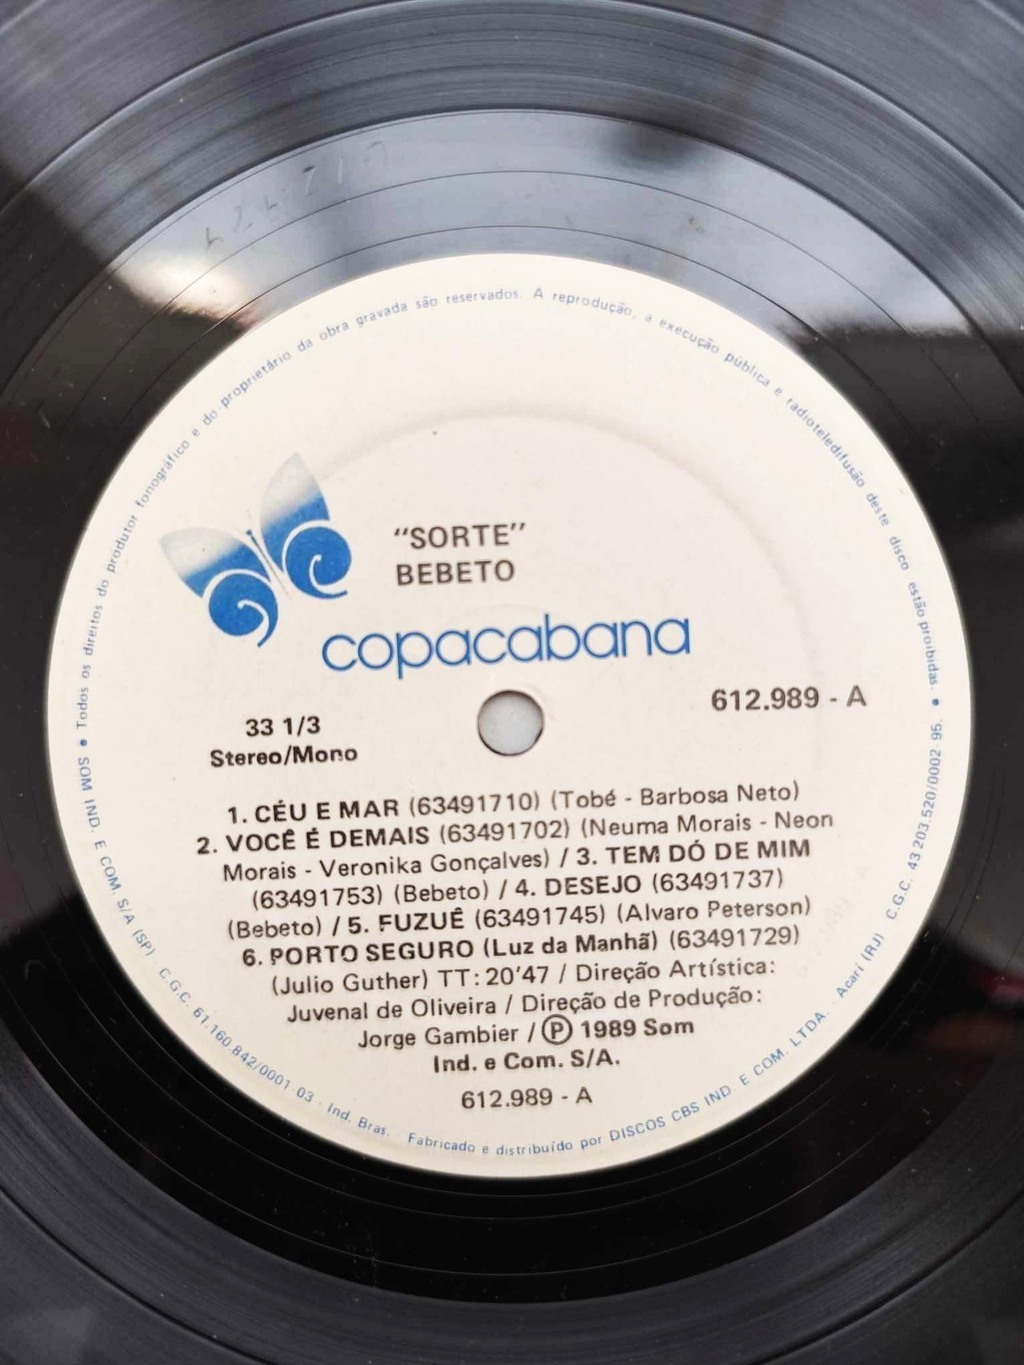 Todos os direitos do produtor fonográfico e do proprietário da obra gravada são reservados. A reprodução, a execução pública e radioteledifusão deste disco estão proibidas.
"SORTE"
BEBETO
copacabana
612.989 - A
33 1/3
Stereo/Mono
1. CÉU E MAR (63491710) (Tobé - Barbosa Neto)
2. VOCÊ É DEMAIS (63491702) (Neuma Morais - Neon
Morais - Veronika Gonçalves) / 3. TEM DÓ DE MIM
(63491753) (Bebeto) / 4. DESEJO (63491737)
(Bebeto) / 5. FUZUÊ (63491745) (Alvaro Peterson)
6. PORTO SEGURO (Luz da Manhã) (63491729)
(Julio Guther) TT: 20'47 / Direção Artística:
Juvenal de Oliveira / Direção de Produção:
Jorge Gambier / Ⓟ 1989 Som
Ind. e Com. S/A.
612.989 - A
SOM IND. E COM. S/A (SP) C.G.C. 61.160.842/0001 03 - Ind. Bras. Fabricado e distribuído por DISCOS CBS IND. E COM. LTDA. - Acarí (RJ) C.G.C. 43 203.520/0002 95.